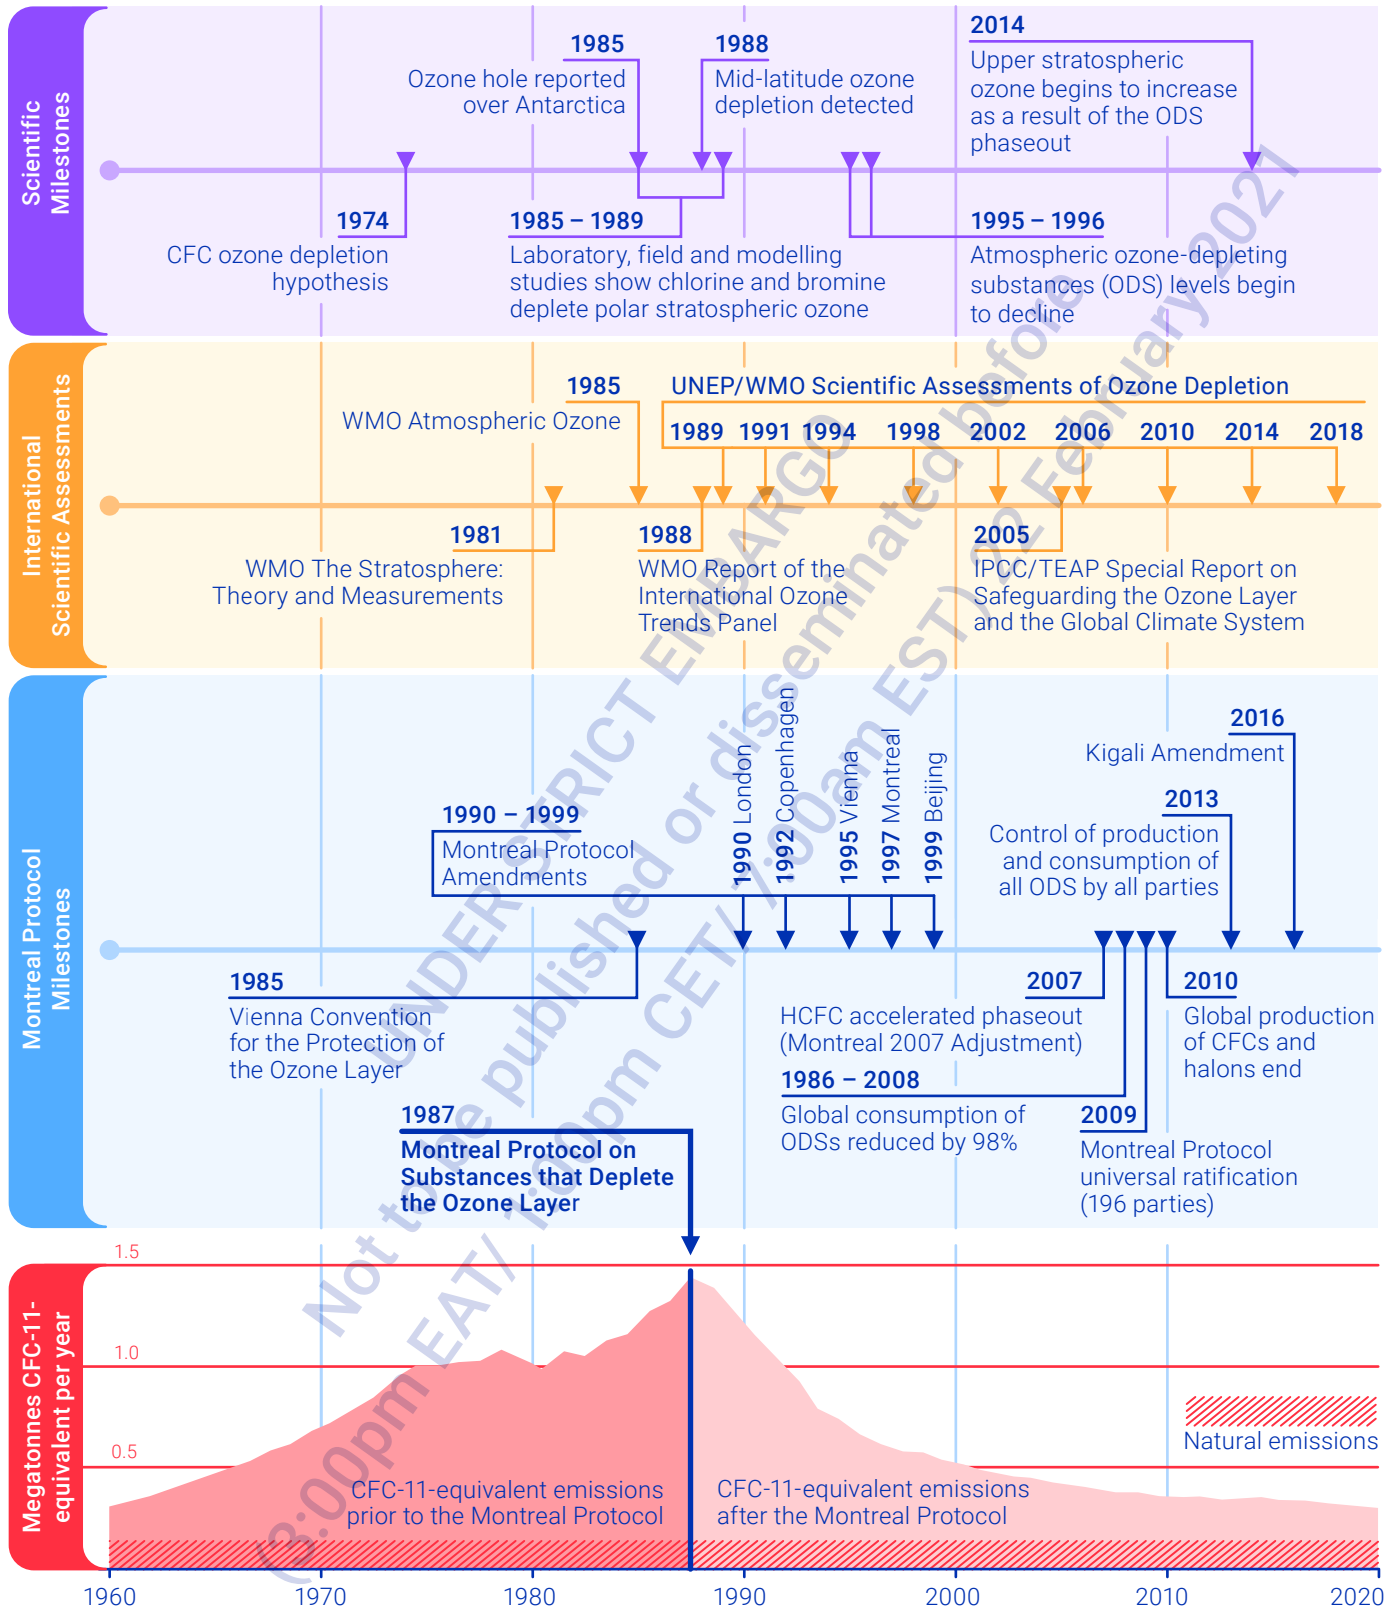 Scientific
Milestones
1985
Ozone hole reported
over Antarctica
1988
Mid-latitude ozone
depletion detected
2014
Upper stratospheric
ozone begins to increase
as a result of the ODS
phaseout
1974
CFC ozone depletion
hypothesis
1985 – 1989
Laboratory, field and modelling
studies show chlorine and bromine
deplete polar stratospheric ozone
1995 – 1996
Atmospheric ozone-depleting
substances (ODS) levels begin
to decline
International
Scientific Assessments
1985
WMO Atmospheric Ozone
UNEP/WMO Scientific Assessments of Ozone Depletion
1989 1991 1994 1998 2002 2006 2010 2014 2018
1981
WMO The Stratosphere:
Theory and Measurements
1988
WMO Report of the
International Ozone
Trends Panel
2005
IPCC/TEAP Special Report on
Safeguarding the Ozone Layer
and the Global Climate System
Montreal Protocol
Milestones
1990 – 1999
Montreal Protocol
Amendments
1990 London
1992 Copenhagen
1995 Vienna
1997 Montreal
1999 Beijing
2016
Kigali Amendment
2013
Control of production
and consumption of
all ODS by all parties
1985
Vienna Convention
for the Protection of
the Ozone Layer
2007
HCFC accelerated phaseout
(Montreal 2007 Adjustment)
2010
Global production
of CFCs and
halons end
1986 – 2008
Global consumption of
ODSs reduced by 98%
2009
Montreal Protocol
universal ratification
(196 parties)
1987
Montreal Protocol on
Substances that Deplete
the Ozone Layer
Megatonnes CFC-11-
equivalent per year
1.5
1.0
0.5
Natural emissions
CFC-11-equivalent emissions
prior to the Montreal Protocol
CFC-11-equivalent emissions
after the Montreal Protocol
1960 1970 1980 1990 2000 2010 2020
UNDER STRICT EMBARGO
Not to be published or disseminated before
(3:00pm EAT/ 1:00pm CET/ 7:00am EST) 22 February 2021